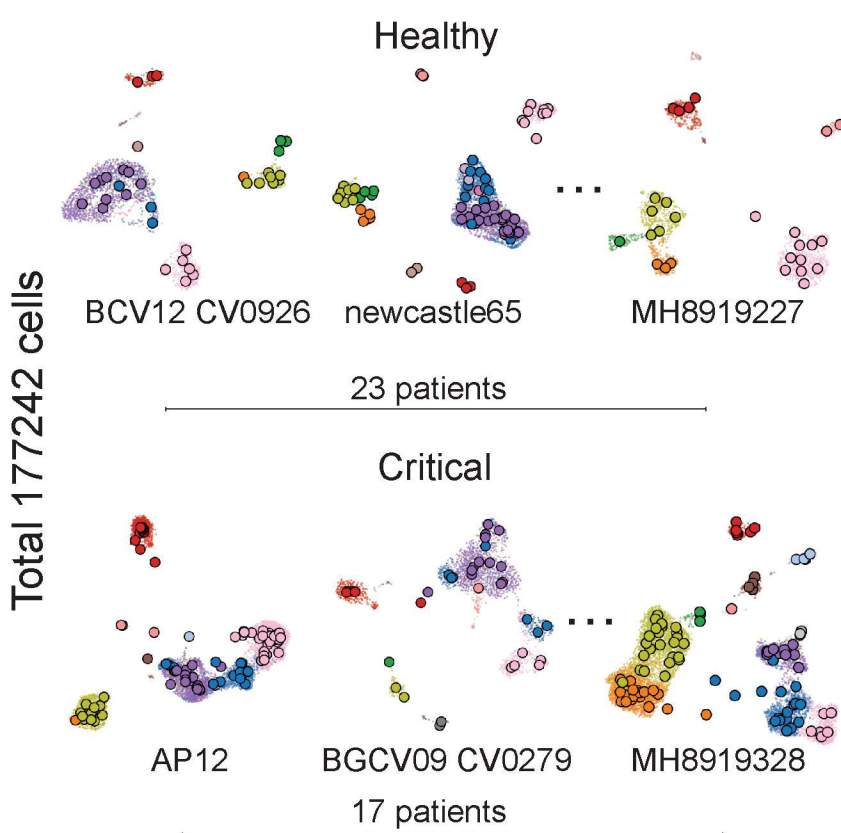 Healthy
BCV12 CV0926
newcastle65
MH8919227
23 patients
Total 177242 cells
Critical
AP12
BGCV09 CV0279
MH8919328
17 patients